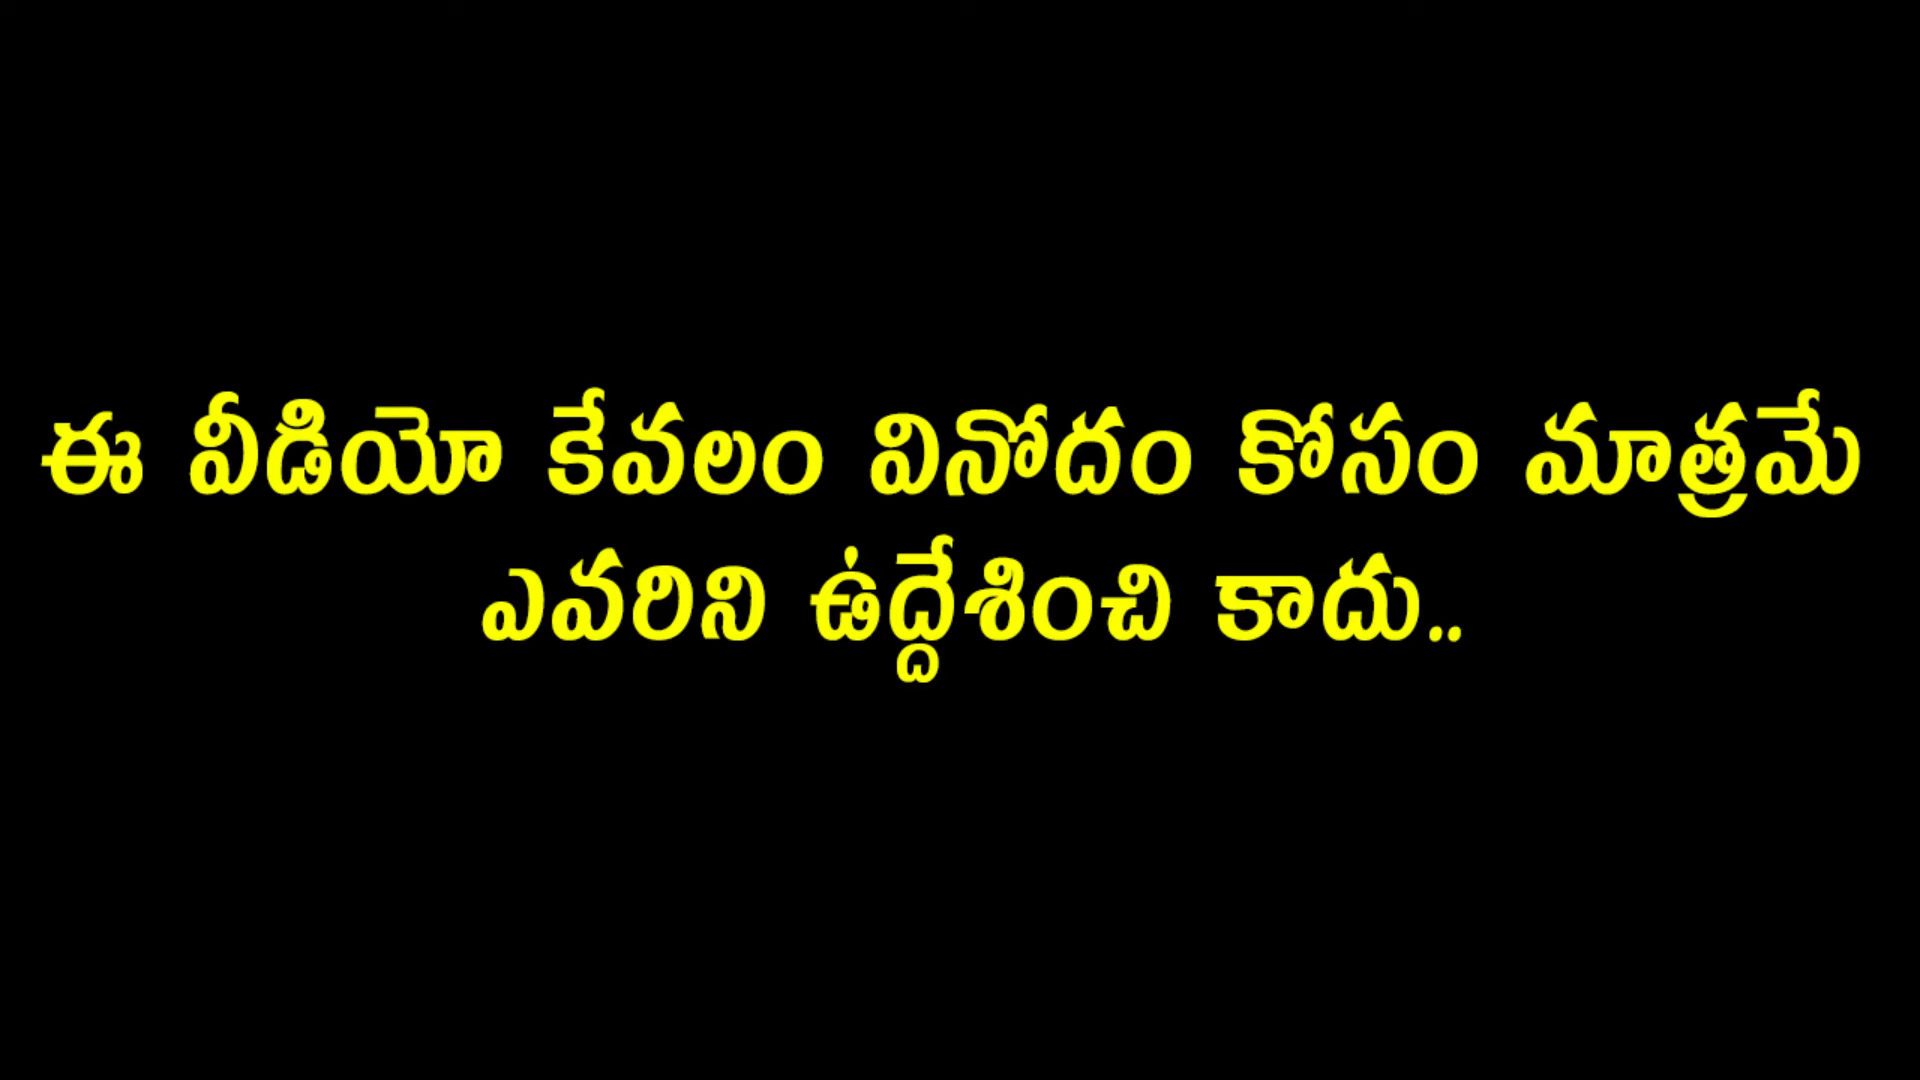 ఈ వీడియో కేవలం వినోదం కోసం మాత్రమే
ఎవరిని ఉద్దేశించి కాదు..